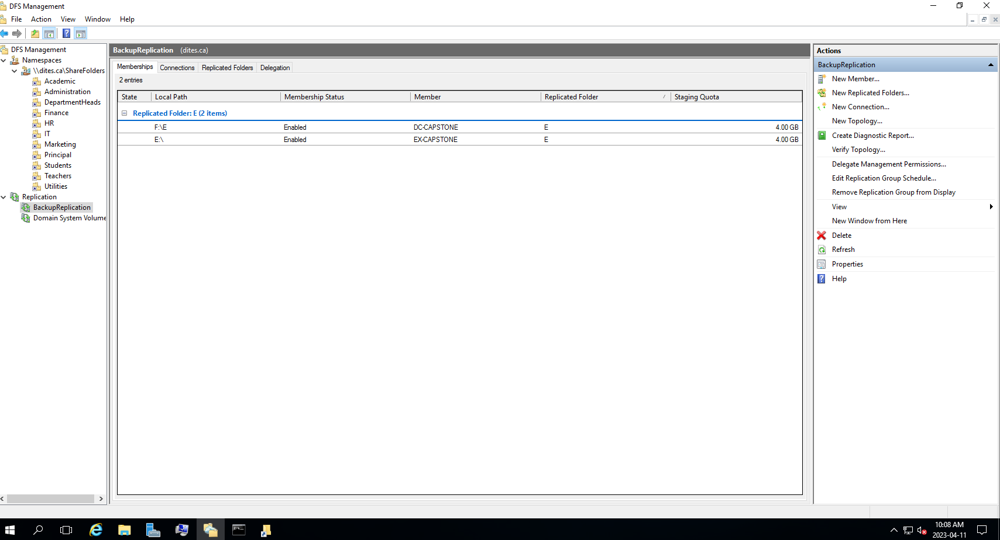 DFS Management
File Action View Window Help
DFS Management
Namespaces
\\dites.ca\ShareFolders
Academic
Administration
DepartmentHeads
Finance
HR
IT
Marketing
Principal
Students
Teachers
Utilities
Replication
BackupReplication
Domain System Volume
BackupReplication (dites.ca)
Memberships Connections Replicated Folders Delegation
2 entries
State Local Path Membership Status Member Replicated Folder Staging Quota
Replicated Folder: E (2 items)
F:\E Enabled DC-CAPSTONE E 4.00 GB
E:\ Enabled EX-CAPSTONE E 4.00 GB
Actions
BackupReplication
New Member...
New Replicated Folders...
New Connection...
New Topology...
Create Diagnostic Report...
Verify Topology...
Delegate Management Permissions...
Edit Replication Group Schedule...
Remove Replication Group from Display
View
New Window from Here
Delete
Refresh
Properties
Help
10:08 AM
2023-04-11